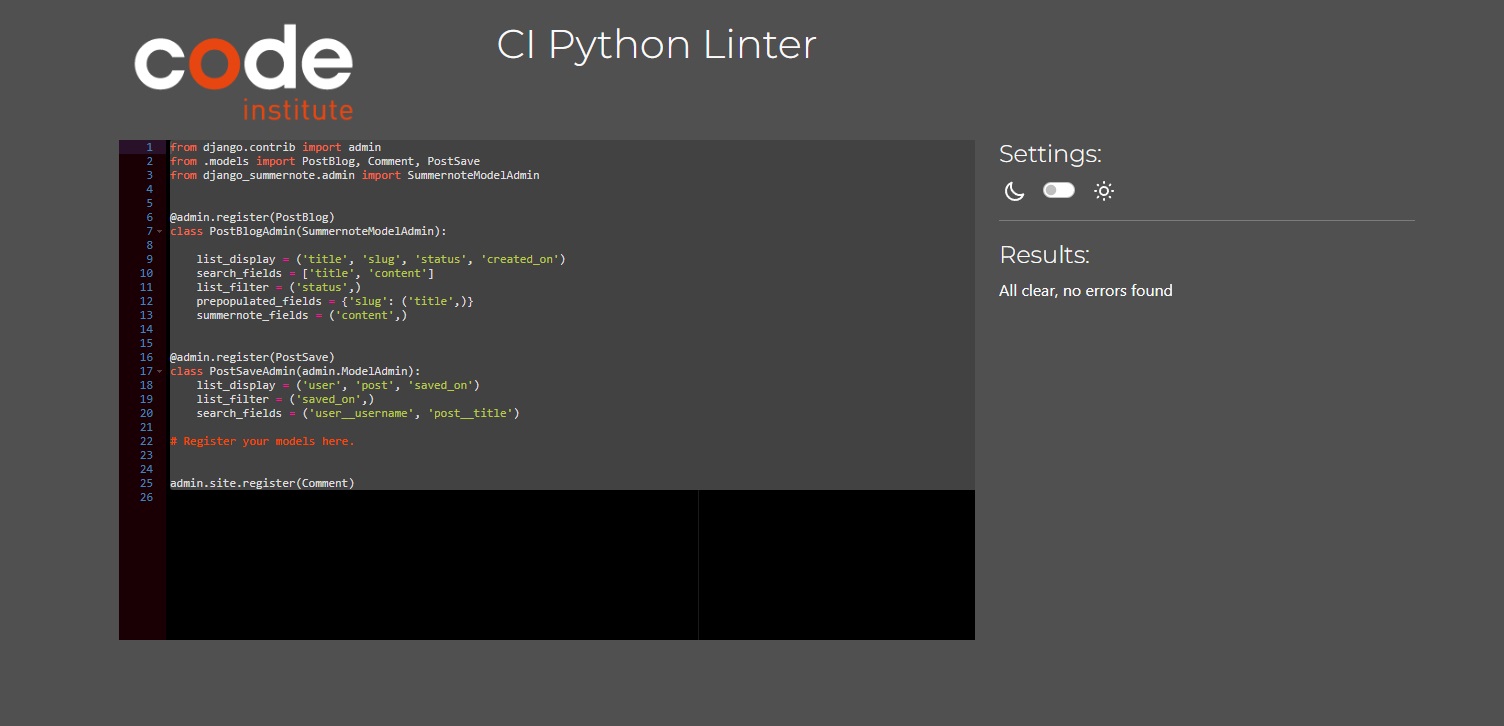 code
institute
CI Python Linter
1 from django.contrib import admin
2 from .models import PostBlog, Comment, PostSave
3 from django_summernote.admin import SummernoteModelAdmin
4
5
6 @admin.register(PostBlog)
7 class PostBlogAdmin(SummernoteModelAdmin):
8
9     list_display = ('title', 'slug', 'status', 'created_on')
10     search_fields = ['title', 'content']
11     list_filter = ('status',)
12     prepopulated_fields = {'slug': ('title',)}
13     summernote_fields = ('content',)
14
15
16 @admin.register(PostSave)
17 class PostSaveAdmin(admin.ModelAdmin):
18     list_display = ('user', 'post', 'saved_on')
19     list_filter = ('saved_on',)
20     search_fields = ('user__username', 'post__title')
21
22 # Register your models here.
23
24
25 admin.site.register(Comment)
26
Settings:
Results:
All clear, no errors found